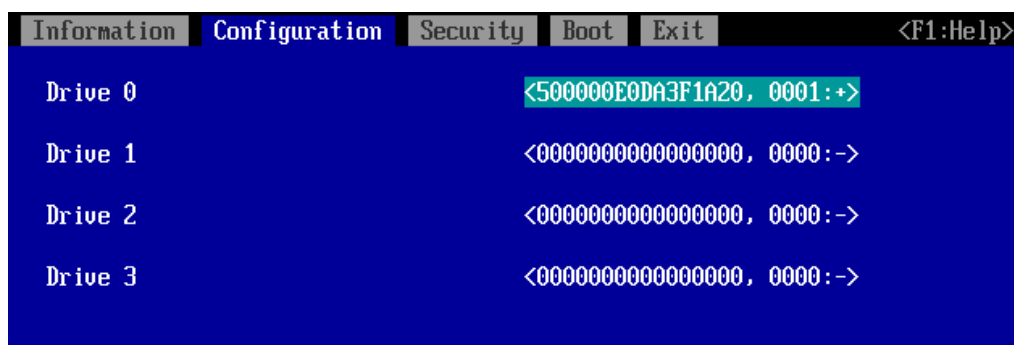 Information Configuration Security Boot Exit <F1:Help>
Drive 0 <500000E0DA3F1A20, 0001:+>
Drive 1 <0000000000000000, 0000:->
Drive 2 <0000000000000000, 0000:->
Drive 3 <0000000000000000, 0000:->